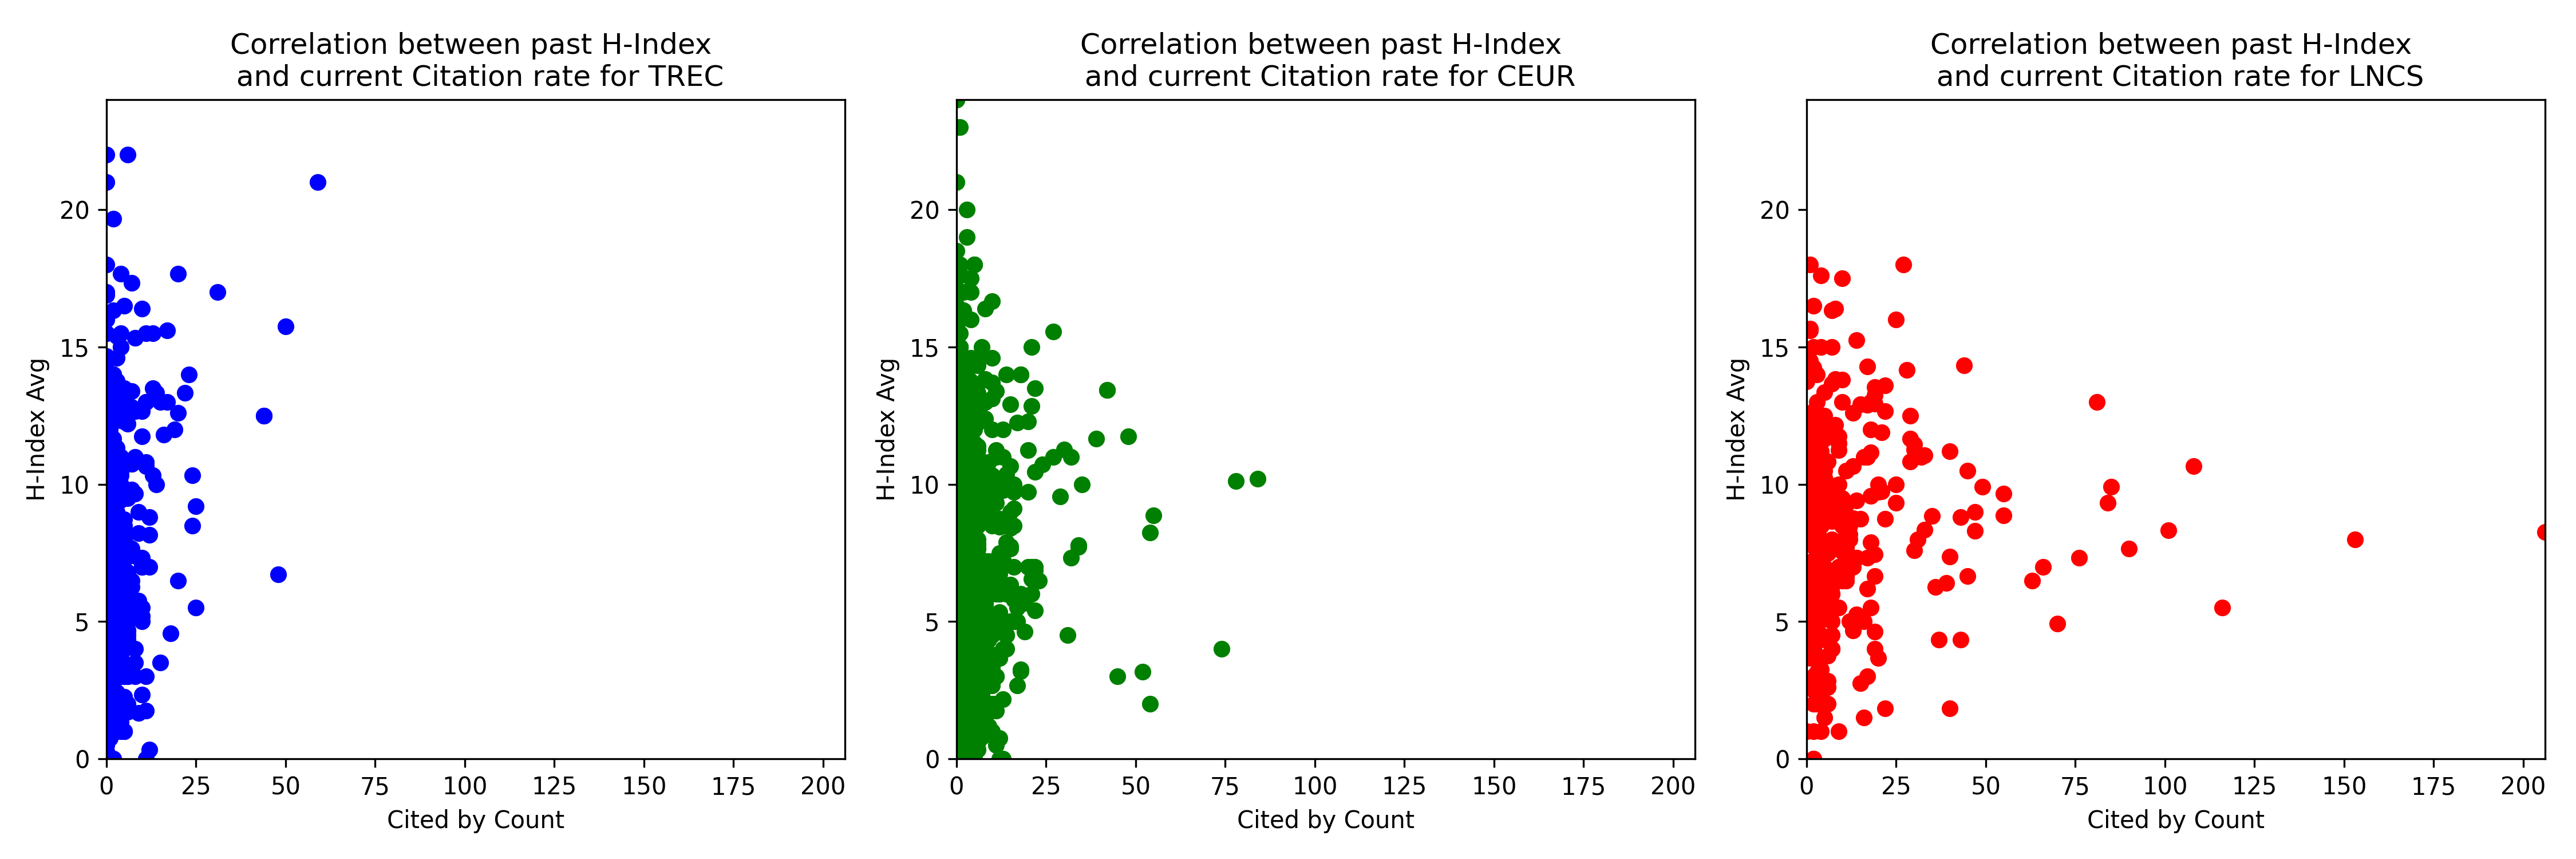 Correlation between past H-Index
and current Citation rate for TREC
H-Index Avg
20
15
10
5
0
0 25 50 75 100 125 150 175 200
Cited by Count
Correlation between past H-Index
and current Citation rate for CEUR
H-Index Avg
20
15
10
5
0
0 25 50 75 100 125 150 175 200
Cited by Count
Correlation between past H-Index
and current Citation rate for LNCS
H-Index Avg
20
15
10
5
0
0 25 50 75 100 125 150 175 200
Cited by Count